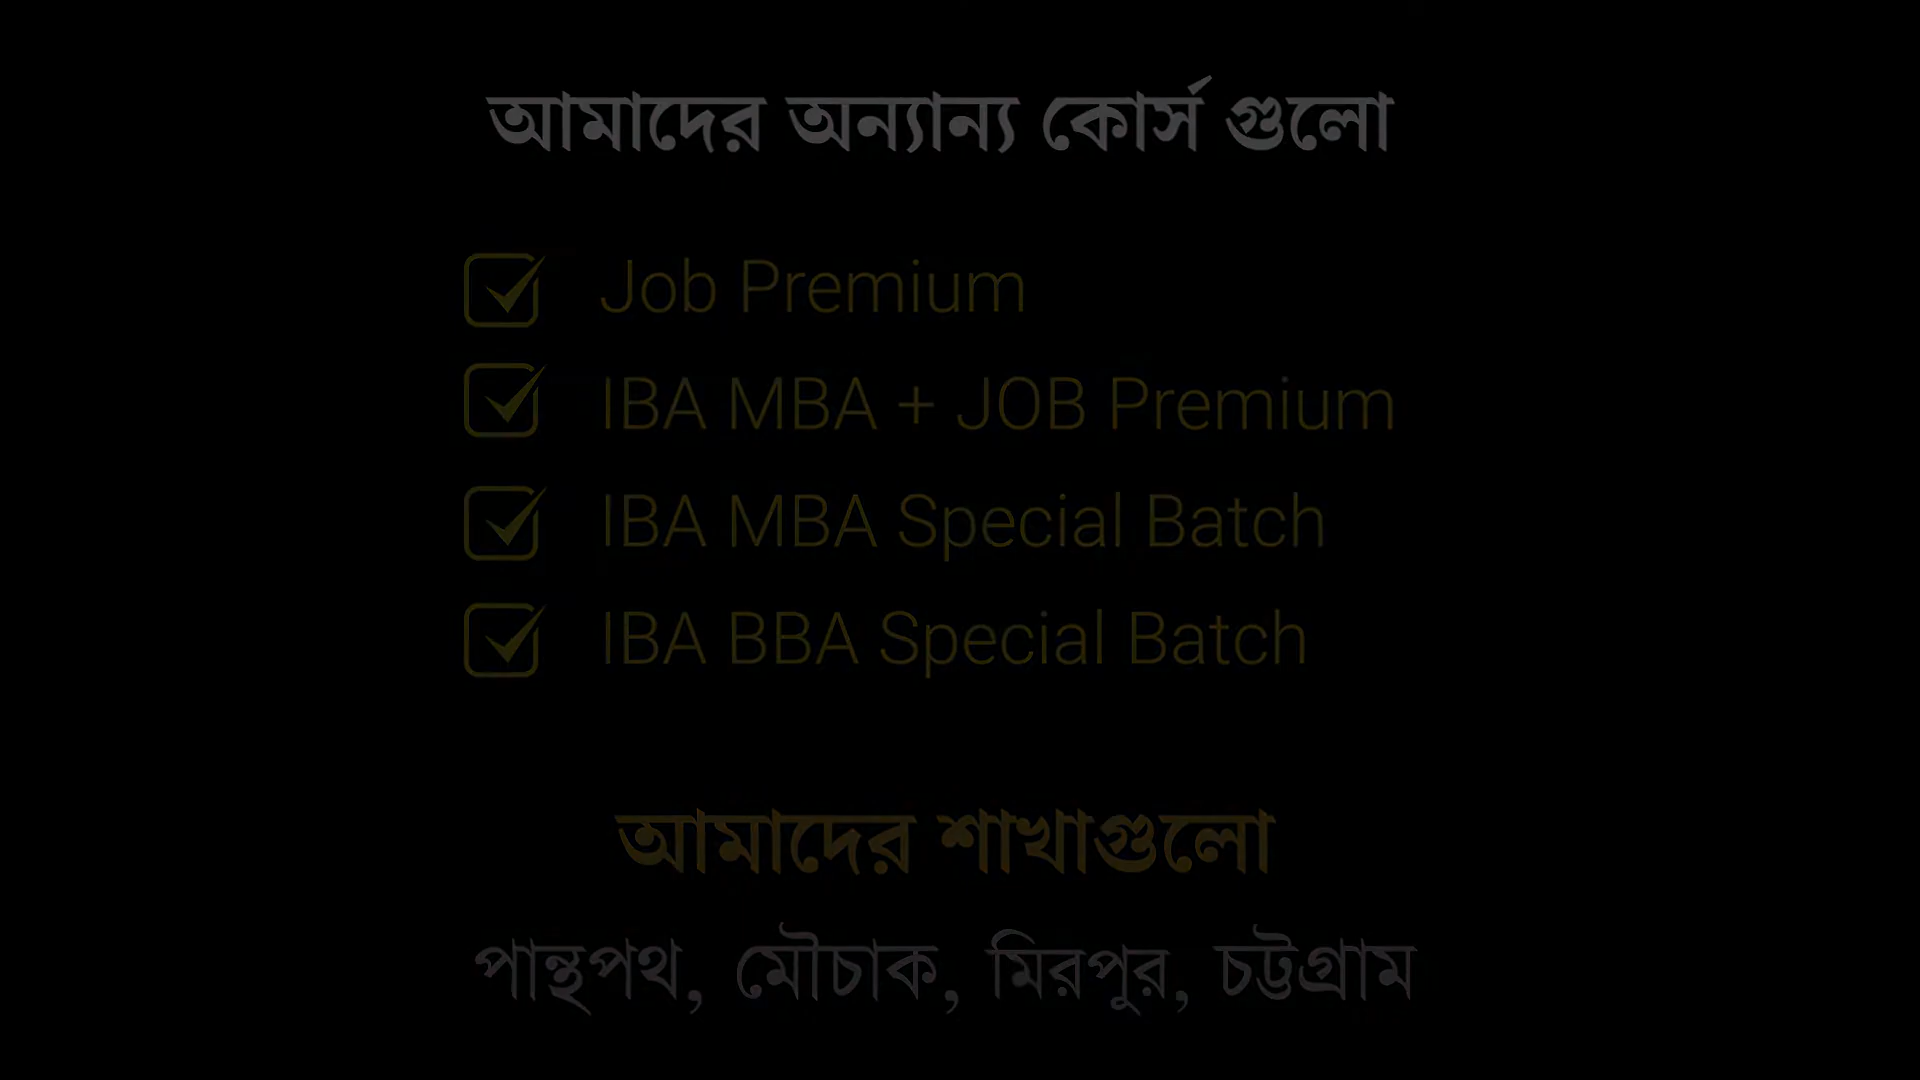 আমাদের অন্যান্য কোর্স গুলো
Job Premium
IBA MBA + JOB Premium
IBA MBA Special Batch
IBA BBA Special Batch
আমাদের শাখাগুলো
পান্থপথ, মৌচাক, মিরপুর, চট্টগ্রাম